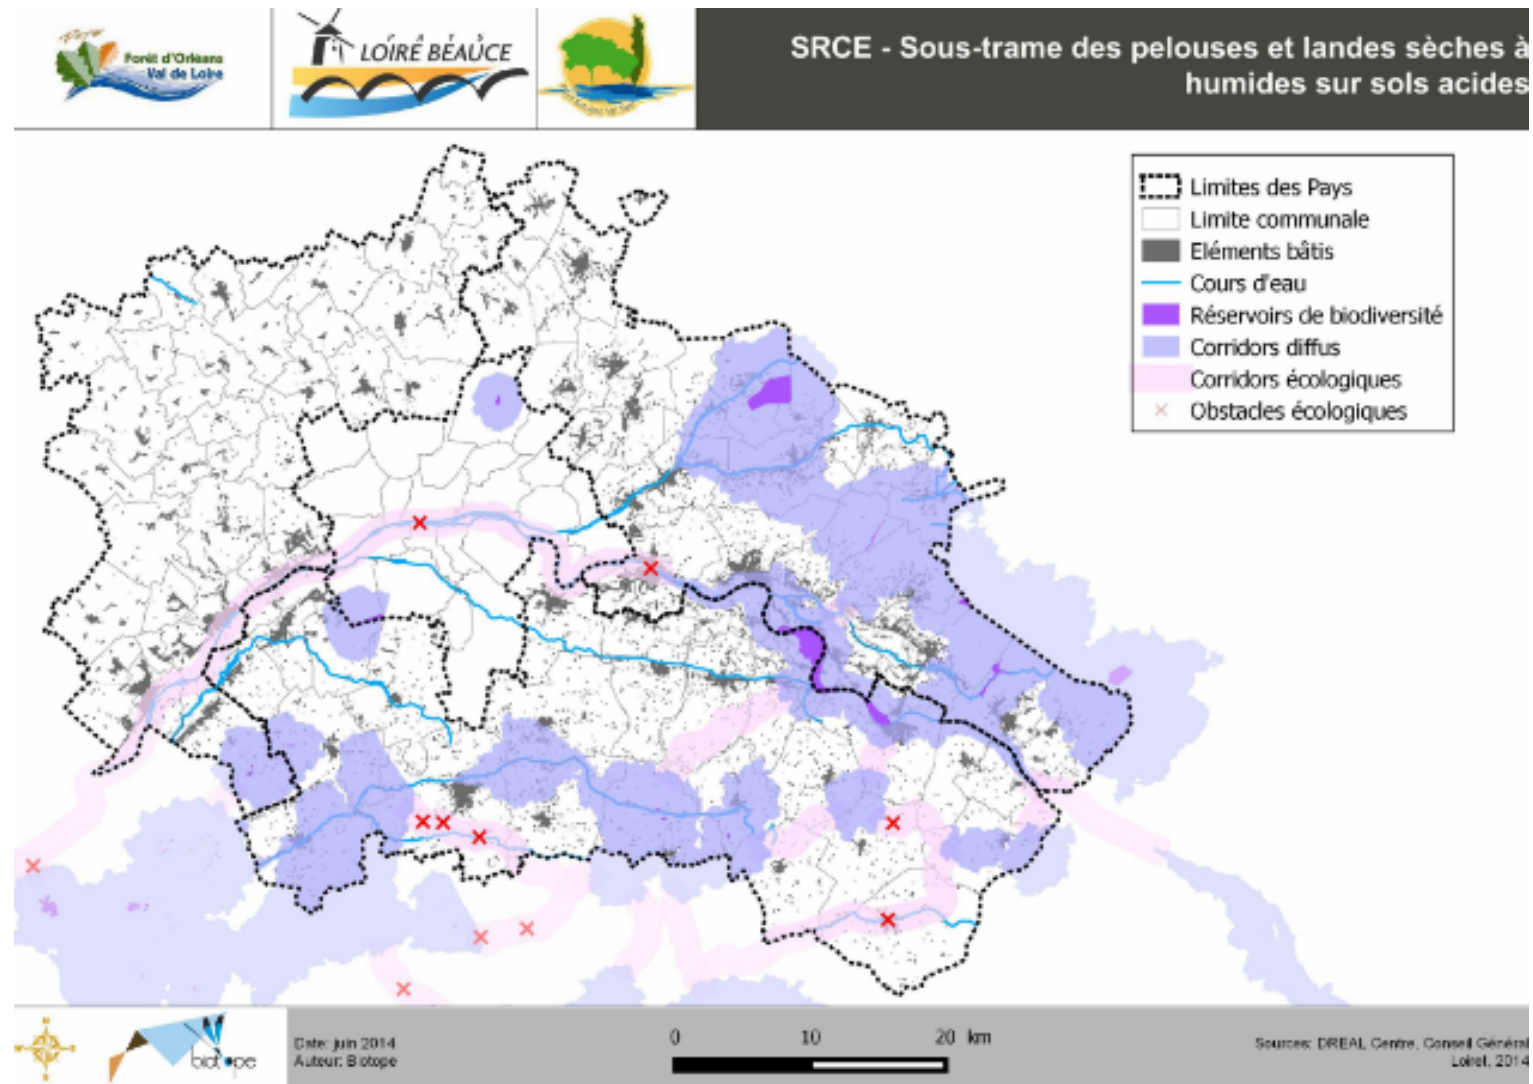 Pays
Forêt d'Orléans
Val de Loire
LOIRE BEAUCE
SRCE - Sous-trame des pelouses et landes sèches à
humides sur sols acides
Limites des Pays
Limite communale
Eléments bâtis
Cours d'eau
Réservoirs de biodiversité
Corridors diffus
Corridors écologiques
Obstacles écologiques
biotope
Date: juin 2014
Auteur: Biotope
0 10 20 km
Sources: DREAL Centre, Conseil Général
Loiret, 2014